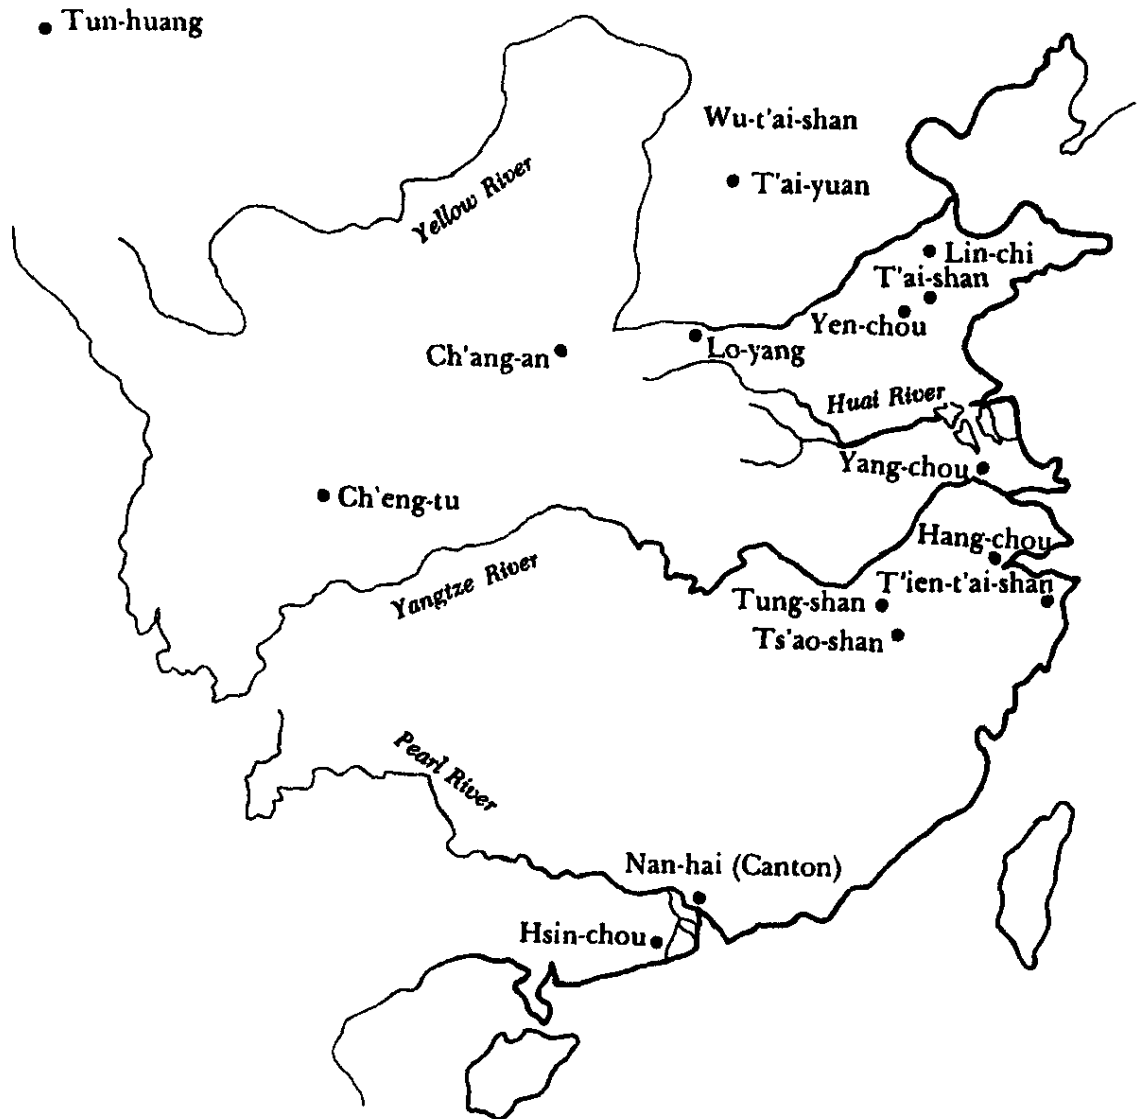 Tun-huang
Wu-t'ai-shan
Yellow River
T'ai-yuan
Lin-chi
T'ai-shan
Yen-chou
Ch'ang-an
Lo-yang
Huai River
Yang-chou
Ch'eng-tu
Hang-chou
Yangtze River
T'ien-t'ai-shan
Tung-shan
Ts'ao-shan
Pearl River
Nan-hai (Canton)
Hsin-chou